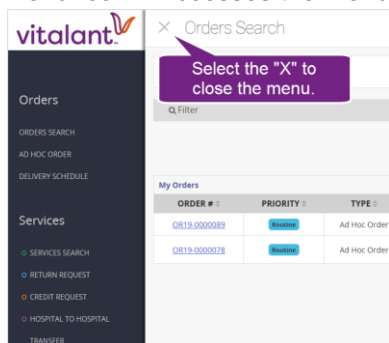 vitalant
Orders Search
Select the "X" to
close the menu.
Orders
Filter
ORDERS SEARCH
AD HOC ORDER
DELIVERY SCHEDULE
My Orders
ORDER # PRIORITY TYPE
OR19-0000089 Routine Ad Hoc Order
OR19-0000078 Routine Ad Hoc Order
Services
SERVICES SEARCH
RETURN REQUEST
CREDIT REQUEST
HOSPITAL TO HOSPITAL
TRANSFER